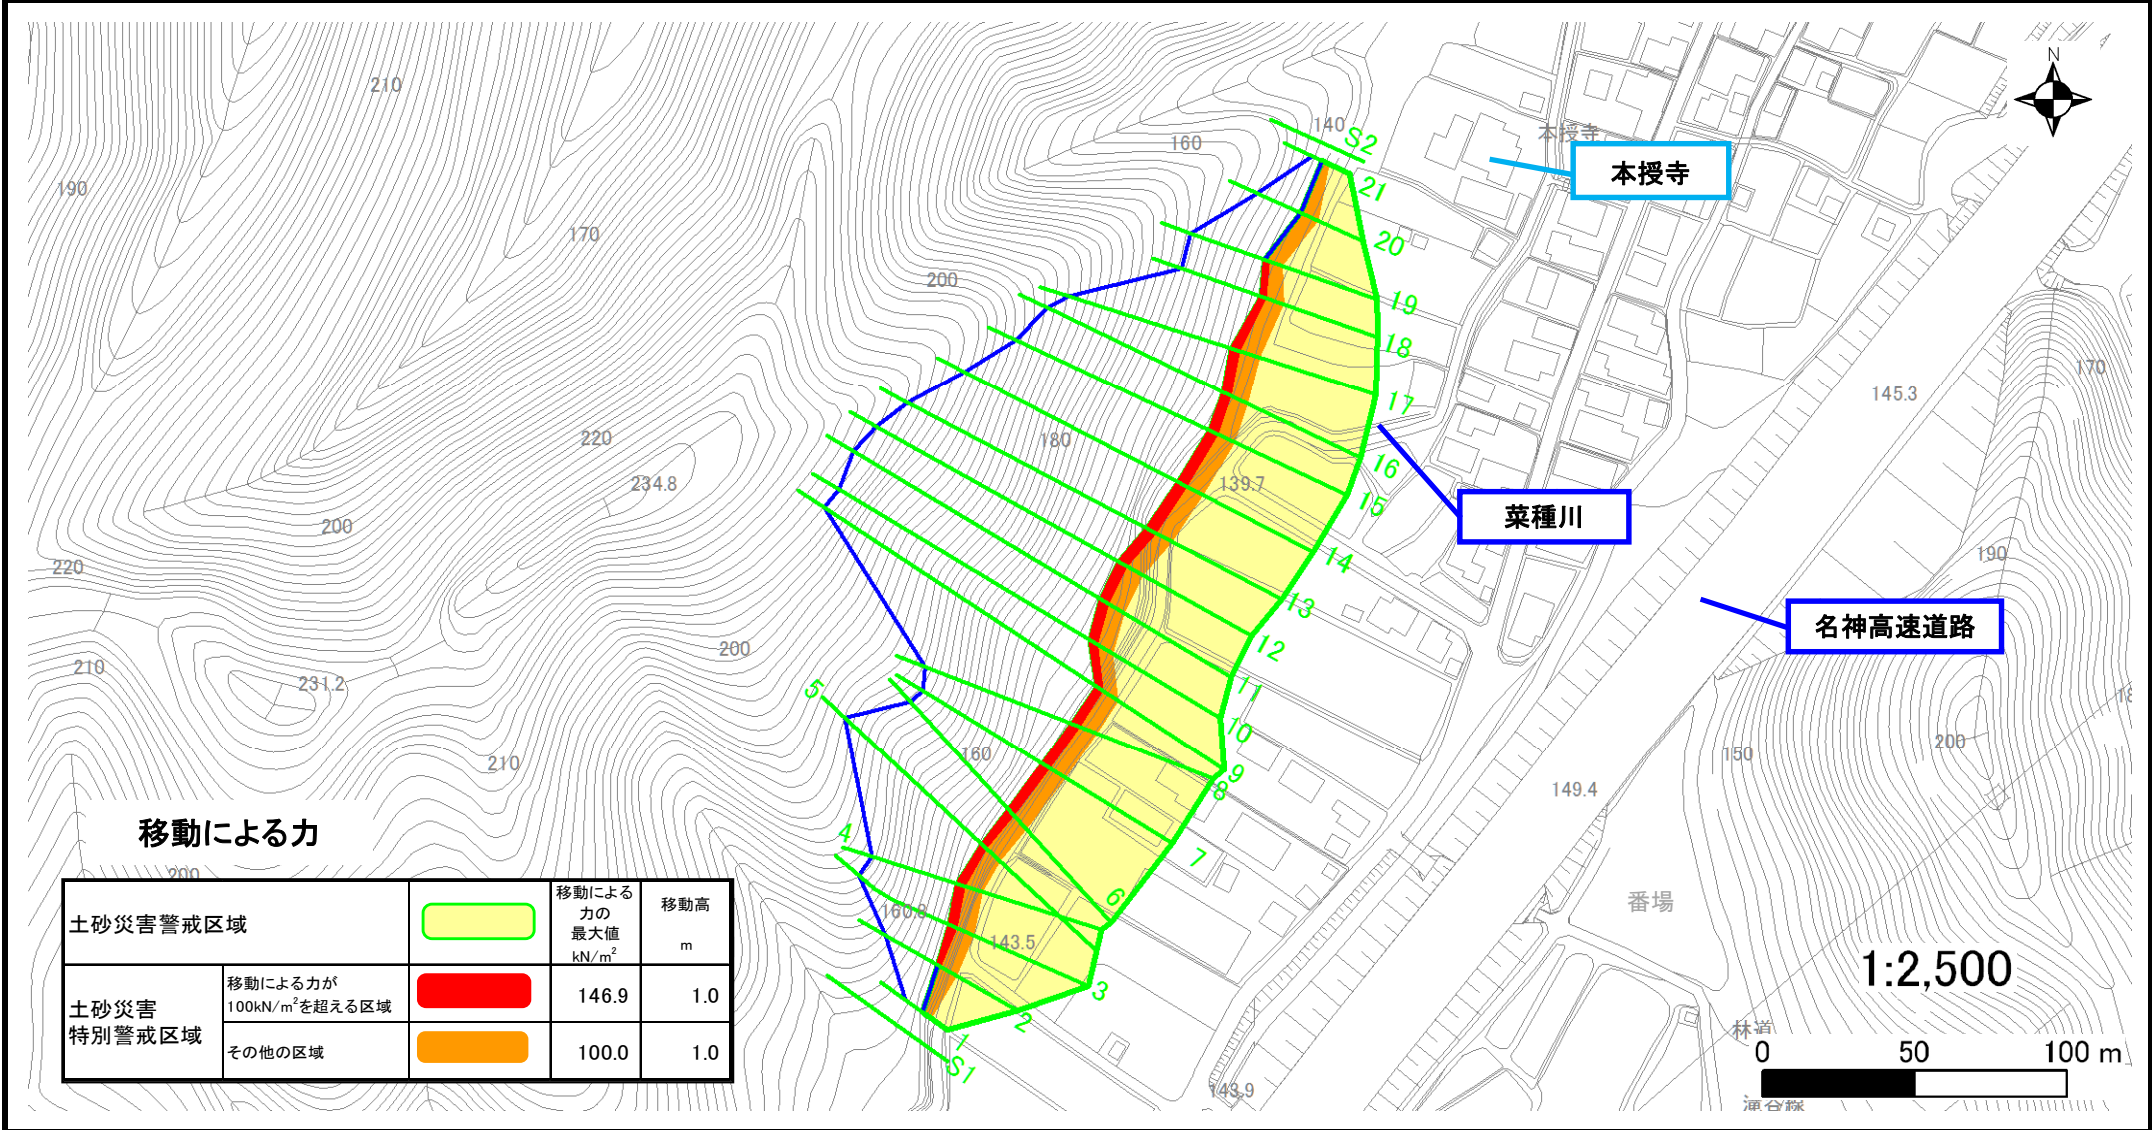 N
210
140
S2
160
本授寺
本授寺
190
21
170
20
200
19
18
170
145.3
17
220
180
16
234.8
139.7
15
菜種川
200
14
190
220
13
名神高速道路
12
200
210
231.2
11
5
10
200
160
150
210
9
8
149.4
移動による力
4
7
200
6
番場
160.8
143.5
1:2,500
3
2
1
S1
林道
143.9
0 50 100 m
土砂災害警戒区域
移動による
力の
最大値
kN/m²
移動高
m
土砂災害
特別警戒区域
移動による力が
100kN/m²を超える区域
146.9 1.0
その他の区域
100.0 1.0